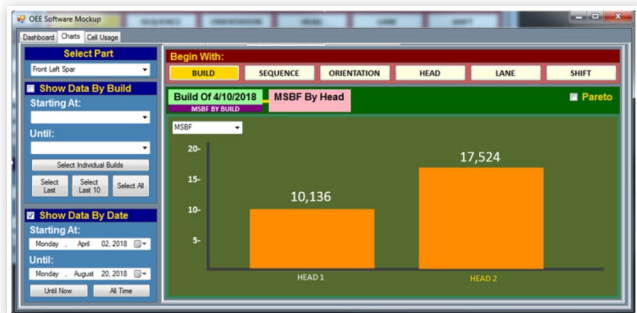 OEE Software Mockup
Dashboard Charts Cell Usage
Select Part
Front Left Spar
Show Data By Build
Starting At:
Until:
Select Individual Builds
Select Last
Select Last 10
Select All
Show Data By Date
Starting At:
Monday , April 02, 2018
Until:
Monday , August 20, 2018
Until Now All Time
Begin With:
BUILD SEQUENCE ORIENTATION HEAD LANE SHIFT
Build Of 4/10/2018
MSBF BY BUILD
MSBF By Head
Pareto
MSBF
20-
15-
10-
5-
10,136
17,524
HEAD 1
HEAD 2